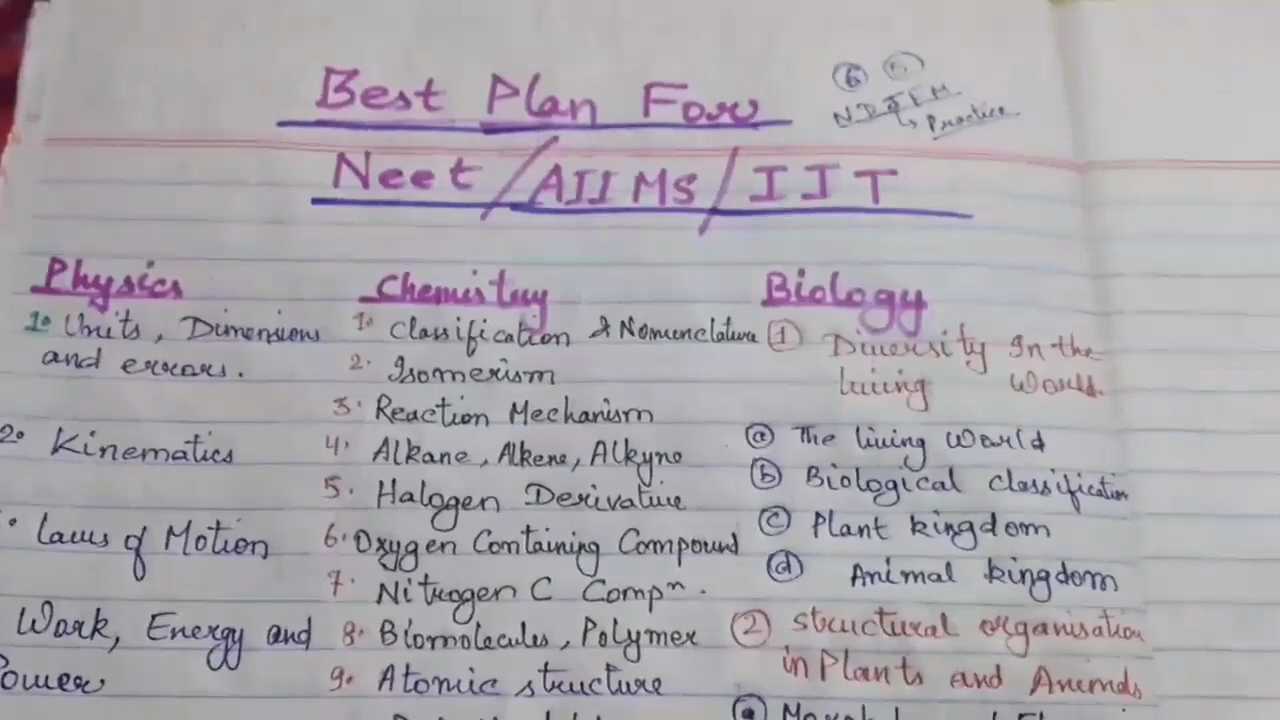 Best Plan For
Neet/AIIMS/IIT
6
Practice
Physics
1. Units, Dimensions
and errors.
2. Kinematics
Laws of Motion
Work, Energy and
Power
Chemistry
1. Classification & Nomenclature
2. Isomerism
3. Reaction Mechanism
4. Alkane, Alkene, Alkyne
5. Halogen Derivative
6. Oxygen Containing Compound
7. Nitrogen C Compn.
8. Biomolecules, Polymer
9. Atomic structure
Biology
1 Diversity In the
living World.
a The living World
b Biological classification
c Plant kingdom
d Animal kingdom
2 structural organisation
in Plants and Animals
a